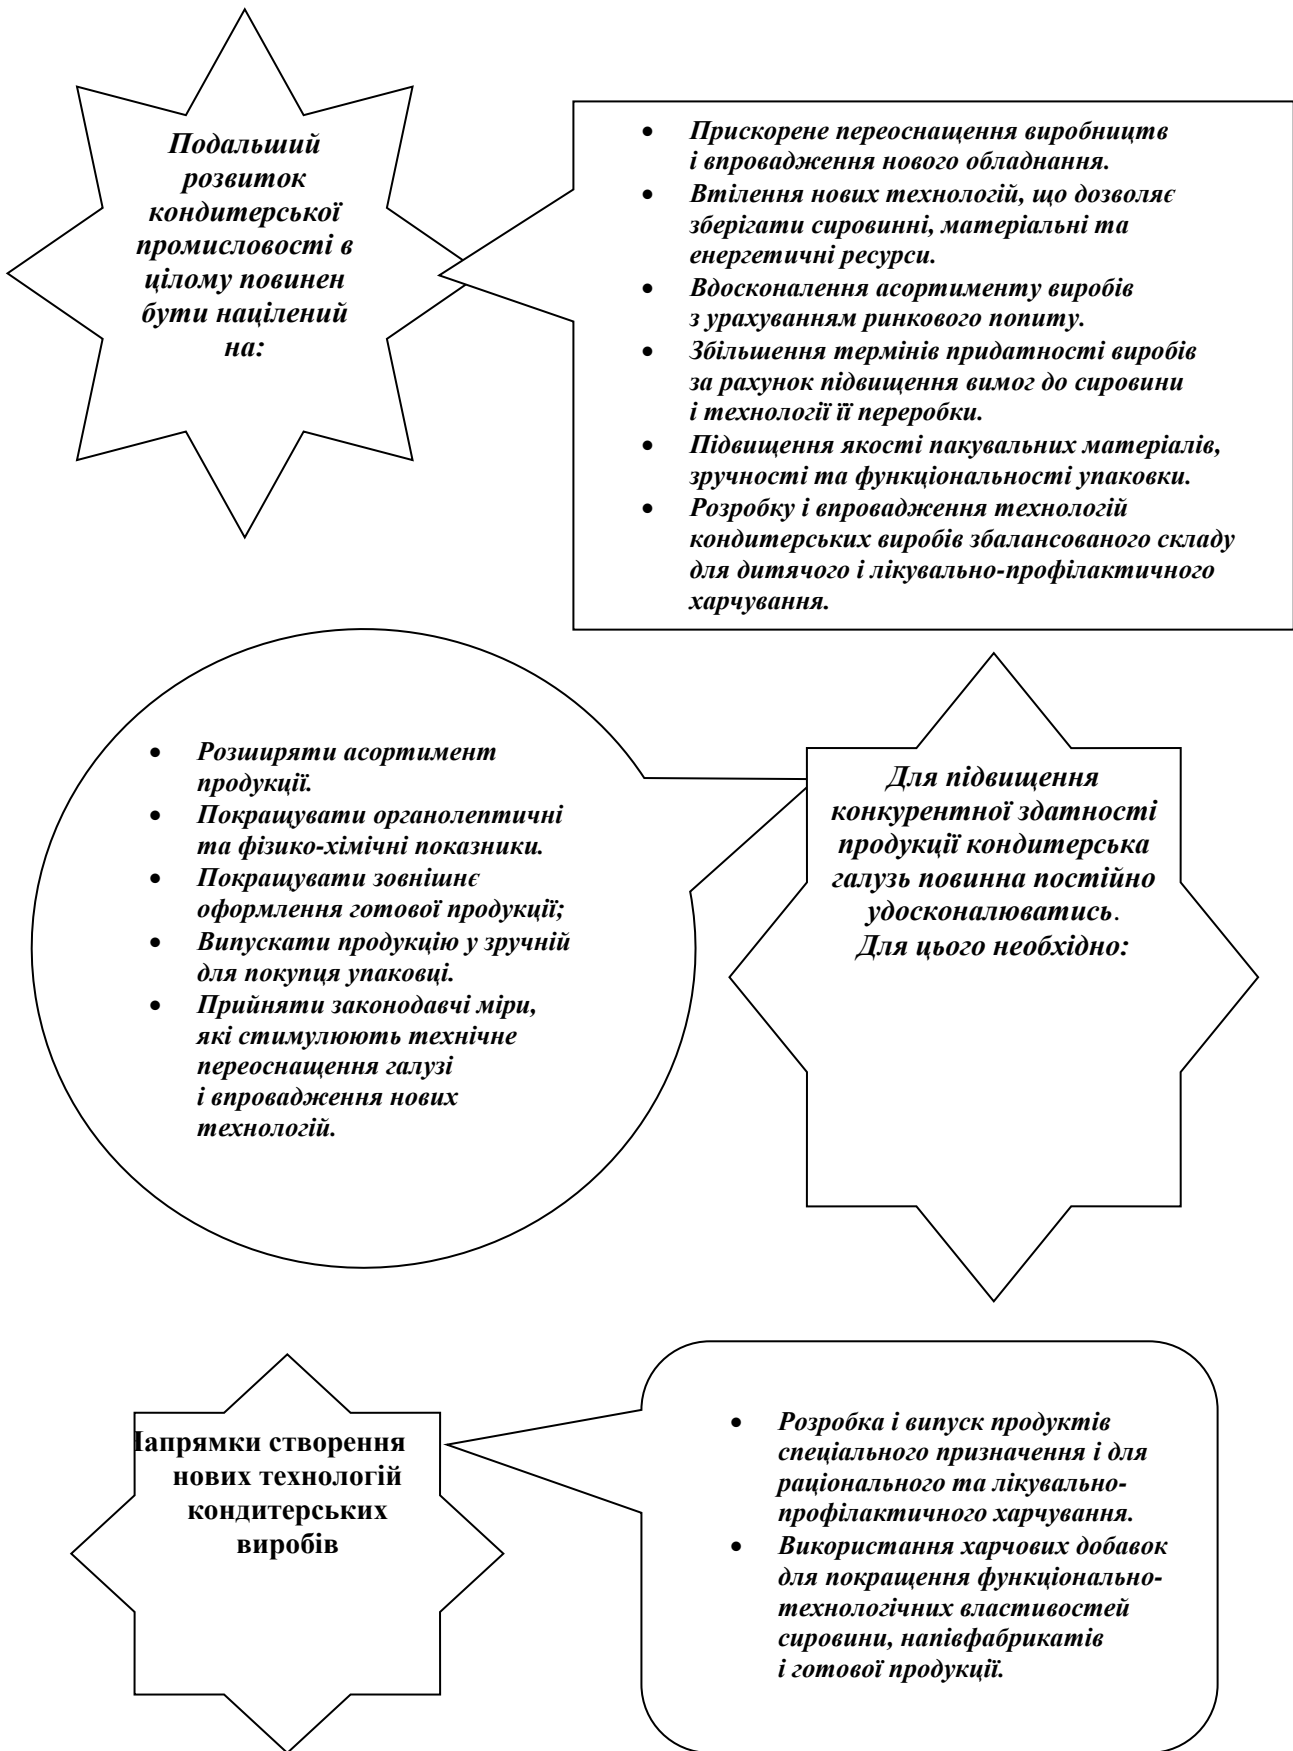 Подальший
розвиток
кондитерської
промисловості в
цілому повинен
бути націлений
на:
• Прискорене переоснащення виробництв
і впровадження нового обладнання.
• Втілення нових технологій, що дозволяє
зберігати сировинні, матеріальні та
енергетичні ресурси.
• Вдосконалення асортименту виробів
з урахуванням ринкового попиту.
• Збільшення термінів придатності виробів
за рахунок підвищення вимог до сировини
і технології її переробки.
• Підвищення якості пакувальних матеріалів,
зручності та функціональності упаковки.
• Розробку і впровадження технологій
кондитерських виробів збалансованого складу
для дитячого і лікувально-профілактичного
харчування.
• Розширяти асортимент
продукції.
• Покращувати органолептичні
та фізико-хімічні показники.
• Покращувати зовнішнє
оформлення готової продукції;
• Випускати продукцію у зручній
для покупця упаковці.
• Прийняти законодавчі міри,
які стимулюють технічне
переоснащення галузі
і впровадження нових
технологій.
Для підвищення
конкурентної здатності
продукції кондитерська
галузь повинна постійно
удосконалюватись.
Для цього необхідно:
Напрямки створення
нових технологій
кондитерських
виробів
• Розробка і випуск продуктів
спеціального призначення і для
раціонального та лікувально-
профілактичного харчування.
• Використання харчових добавок
для покращення функціонально-
технологічних властивостей
сировини, напівфабрикатів
і готової продукції.